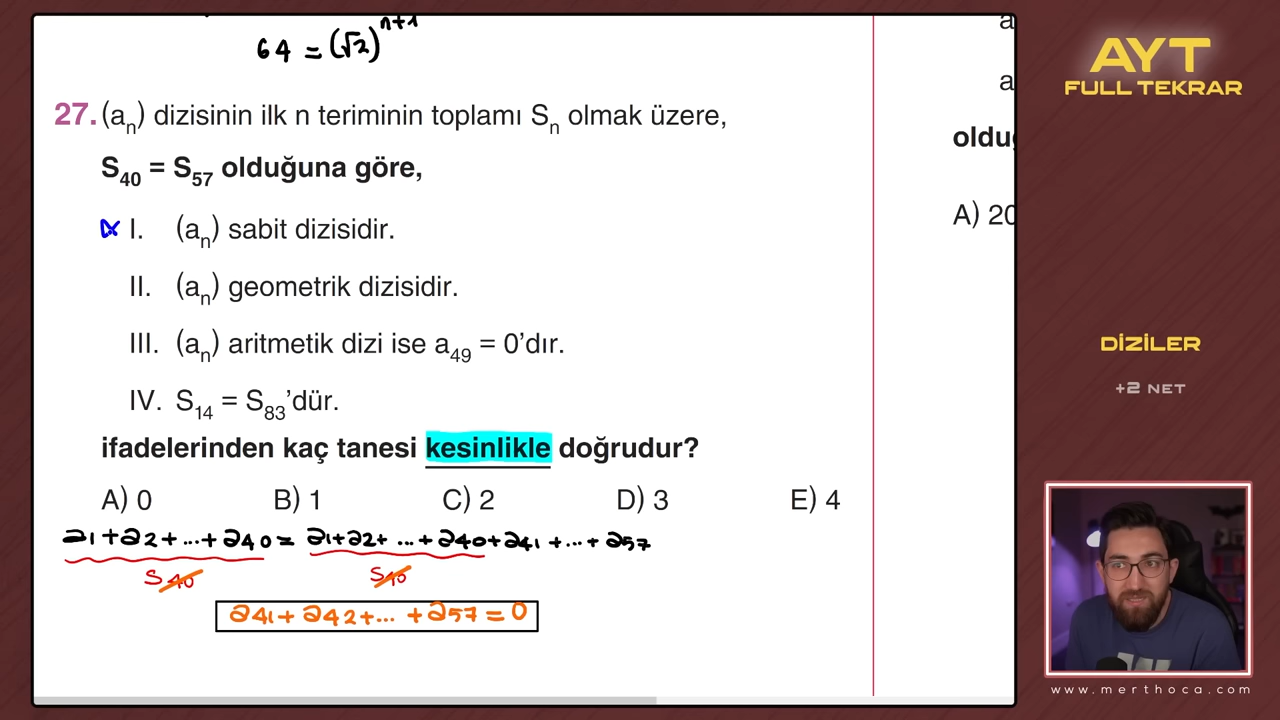 64 = (√2)^n+1
27. (an) dizisinin ilk n teriminin toplamı Sn olmak üzere,
S40 = S57 olduğuna göre,
I. (an) sabit dizisidir.
II. (an) geometrik dizisidir.
III. (an) aritmetik dizi ise a49 = 0'dır.
IV. S14 = S83'dür.
ifadelerinden kaç tanesi kesinlikle doğrudur?
A) 0 B) 1 C) 2 D) 3 E) 4
a1+a2+...+a40= a1+a2+ ...+a40+a41+...+a57
S40 S40
a41+a42+... +a57=0
a
a
olduğ
A) 20
AYT
FULL TEKRAR
DİZİLER
+2 NET
www.merthoca.com